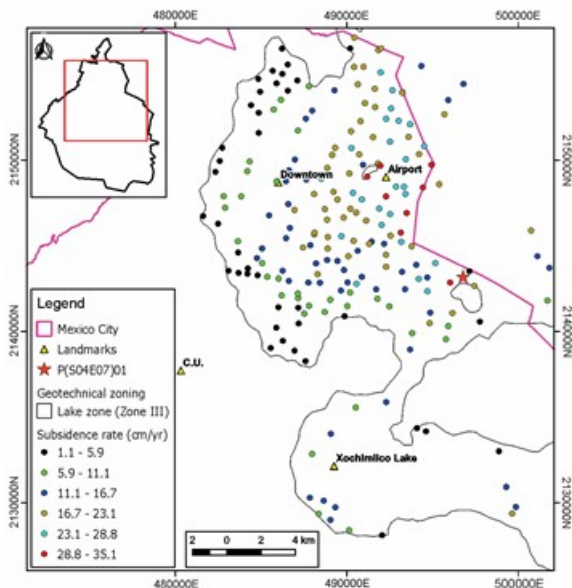 480000E 490000E 500000E
2150000N 2150000N
Downtown
Airport
Legend
Mexico City
Landmarks
P(S04E07)01
Geotechnical zoning
Lake zone (Zone III)
Subsidence rate (cm/yr)
1.1 - 5.9
5.9 - 11.1
11.1 - 16.7
16.7 - 23.1
23.1 - 28.8
28.8 - 35.1
2140000N 2140000N
C.U.
Xochimilco Lake
2130000N 2130000N
2 0 2 4 km
480000E 490000E 500000E